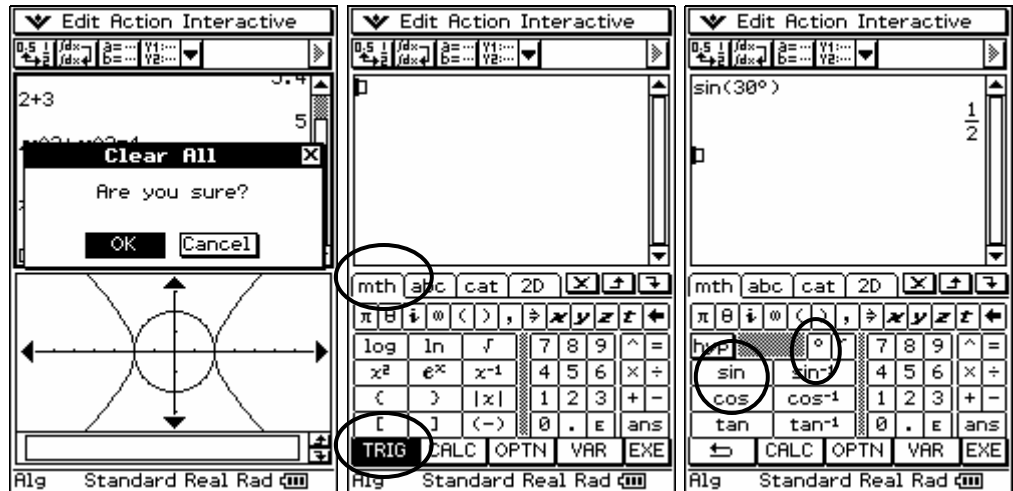 Edit Action Interactive
2+3
5
Clear All
Are you sure?
OK Cancel
Alg Standard Real Rad
Edit Action Interactive
mth abc cat 2D
π θ i ∞ ( ) , ⇒ x y z t ←
log ln √ 7 8 9 ^ =
x² eˣ x⁻¹ 4 5 6 × ÷
{ } |x| 1 2 3 + −
[ ] (−) 0 . E ans
TRIG CALC OPTN VAR EXE
Alg Standard Real Rad
Edit Action Interactive
sin(30°)
1
2
mth abc cat 2D
π θ i ∞ ( ) , ⇒ x y z t ←
hyp ° r 7 8 9 ^ =
sin sin⁻¹ 4 5 6 × ÷
cos cos⁻¹ 1 2 3 + −
tan tan⁻¹ 0 . E ans
CALC OPTN VAR EXE
Alg Standard Real Rad